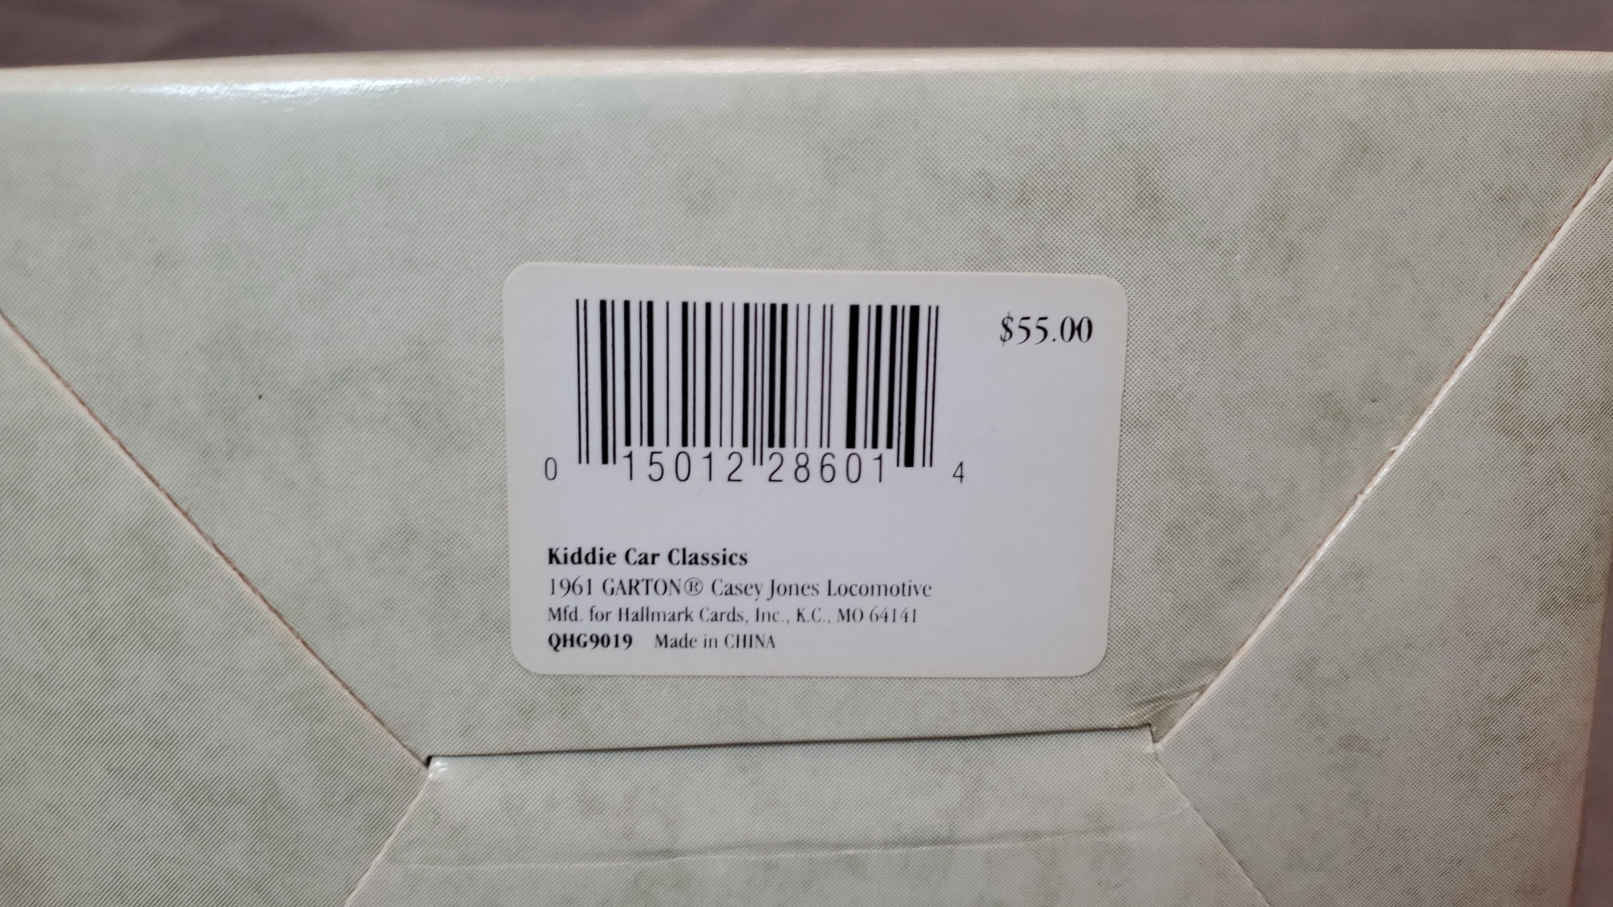 $55.00
0 15012 28601 4
Kiddie Car Classics
1961 GARTON® Casey Jones Locomotive
Mfd. for Hallmark Cards, Inc., K.C., MO 64141
QHG9019 Made in CHINA